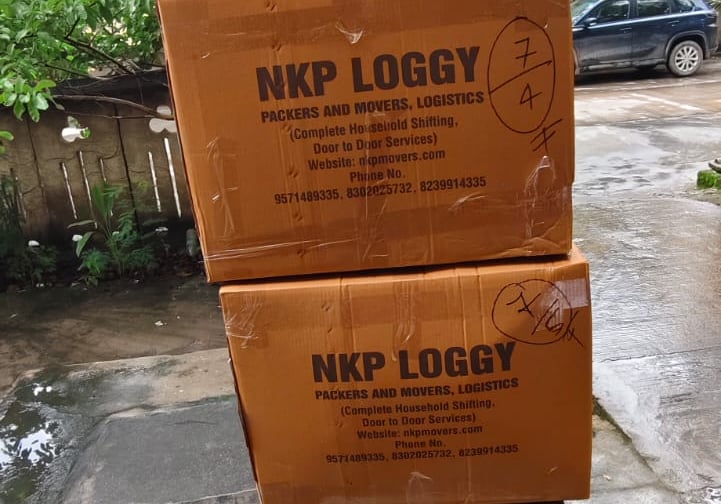 NKP LOGGY
PACKERS AND MOVERS, LOGISTICS
(Complete Household Shifting,
Door to Door Services)
Website: nkpmovers.com
Phone No.
9571489335, 8302025732, 8239914335
7
4
NKP LOGGY
PACKERS AND MOVERS, LOGISTICS
(Complete Household Shifting,
Door to Door Services)
Website: nkpmovers.com
Phone No.
9571489335, 8302025732, 8239914335